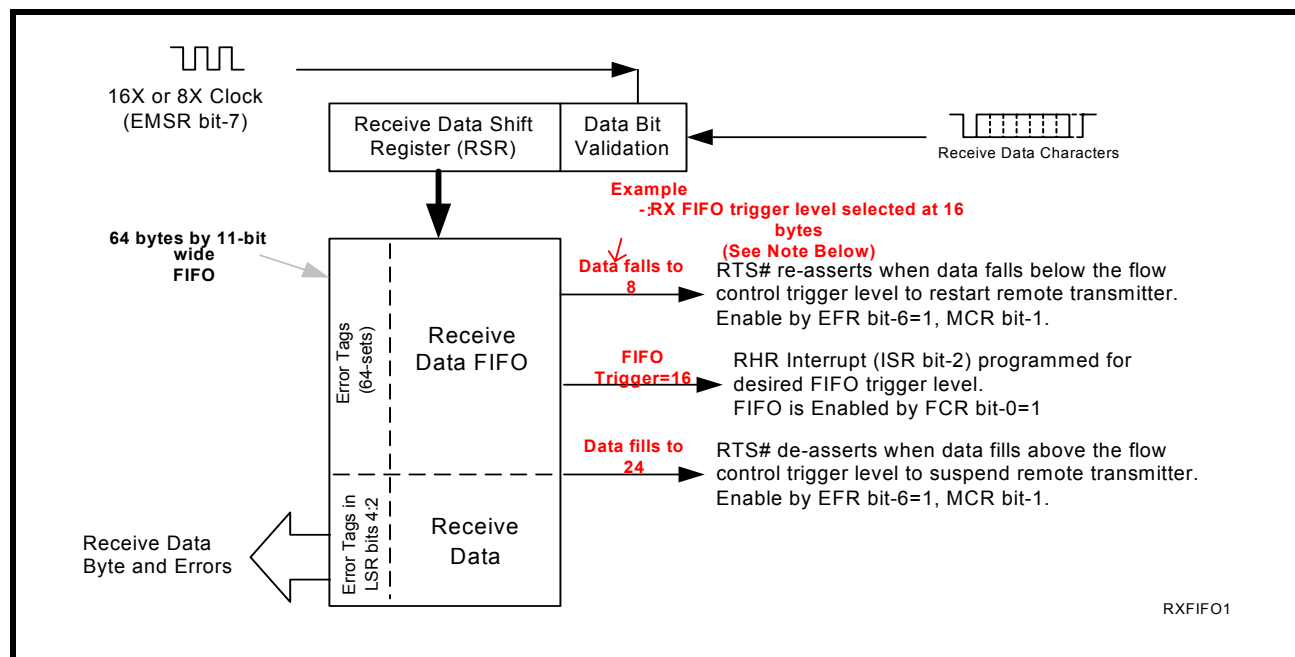 16X or 8X Clock
(EMSR bit-7)
Receive Data Shift
Register (RSR)
Data Bit
Validation
Receive Data Characters
Example
-:RX FIFO trigger level selected at 16
bytes
(See Note Below)
64 bytes by 11-bit
wide
FIFO
Data falls to
8
RTS# re-asserts when data falls below the flow
control trigger level to restart remote transmitter.
Enable by EFR bit-6=1, MCR bit-1.
Error Tags
(64-sets)
Receive
Data FIFO
FIFO
Trigger=16
RHR Interrupt (ISR bit-2) programmed for
desired FIFO trigger level.
FIFO is Enabled by FCR bit-0=1
Data fills to
24
RTS# de-asserts when data fills above the flow
control trigger level to suspend remote transmitter.
Enable by EFR bit-6=1, MCR bit-1.
Error Tags in
LSR bits 4:2
Receive
Data
Receive Data
Byte and Errors
RXFIFO1